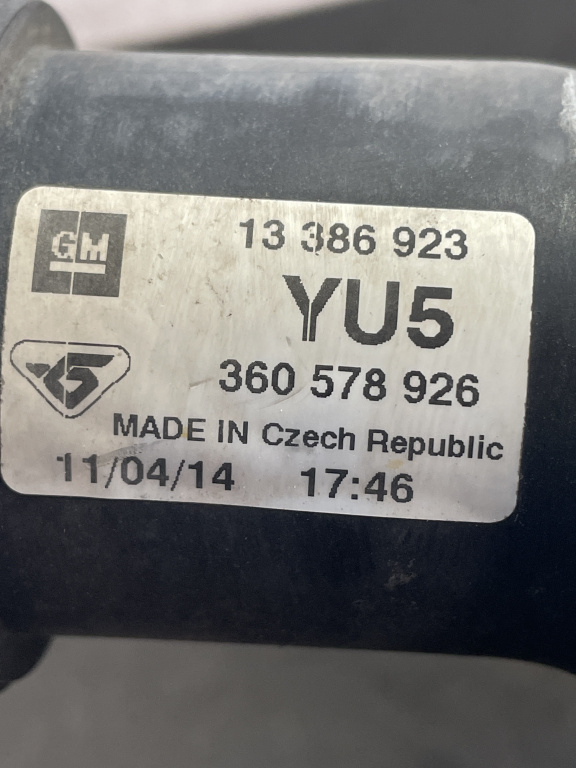 GM
13 386 923
YU5
360 578 926
MADE IN Czech Republic
11/04/14 17:46